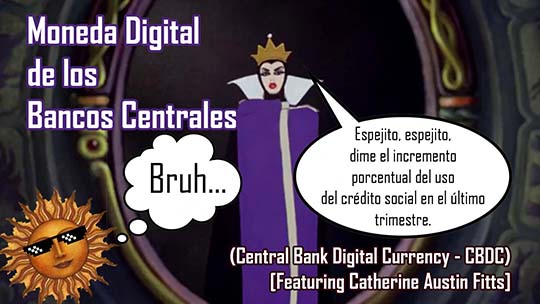 Moneda Digital
de los
Bancos Centrales
Bruh...
Espejito, espejito,
dime el incremento
porcentual del uso
del crédito social en el último
trimestre.
(Central Bank Digital Currency - CBDC)
[Featuring Catherine Austin Fitts]